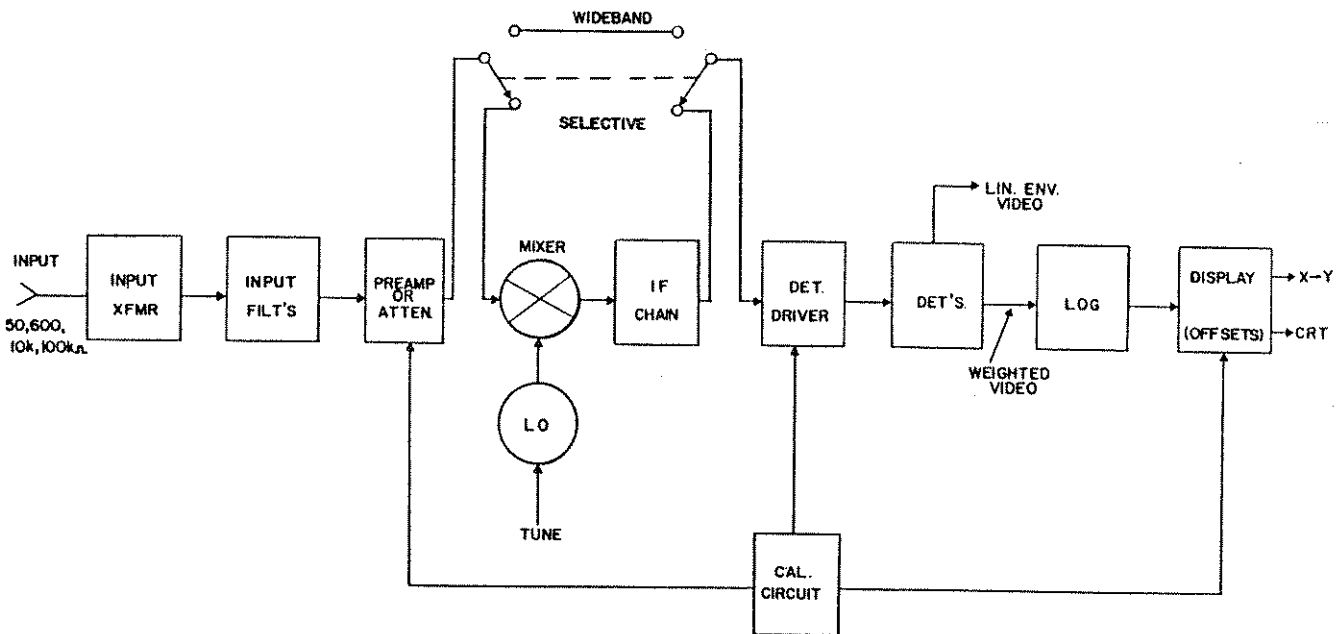 WIDEBAND
SELECTIVE
LIN. ENV.
VIDEO
INPUT
50,600,
10k,100kΩ
INPUT
XFMR
INPUT
FILT'S
PREAMP
OR
ATTEN.
MIXER
IF
CHAIN
DET.
DRIVER
DET'S.
LOG
DISPLAY
(OFFSETS)
X-Y
CRT
WEIGHTED
VIDEO
LO
TUNE
CAL.
CIRCUIT